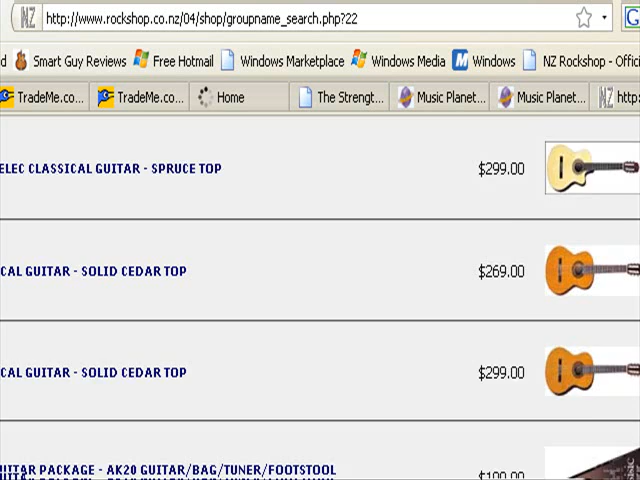 NZ http://www.rockshop.co.nz/04/shop/groupname_search.php?22 G
d Smart Guy Reviews Free Hotmail Windows Marketplace Windows Media M Windows NZ Rockshop - Offici
TradeMe.co... TradeMe.co... Home The Strengt... Music Planet... Music Planet... NZ http:
ELEC CLASSICAL GUITAR - SPRUCE TOP $299.00
CAL GUITAR - SOLID CEDAR TOP $269.00
CAL GUITAR - SOLID CEDAR TOP $299.00
UITAR PACKAGE - AK20 GUITAR/BAG/TUNER/FOOTSTOOL